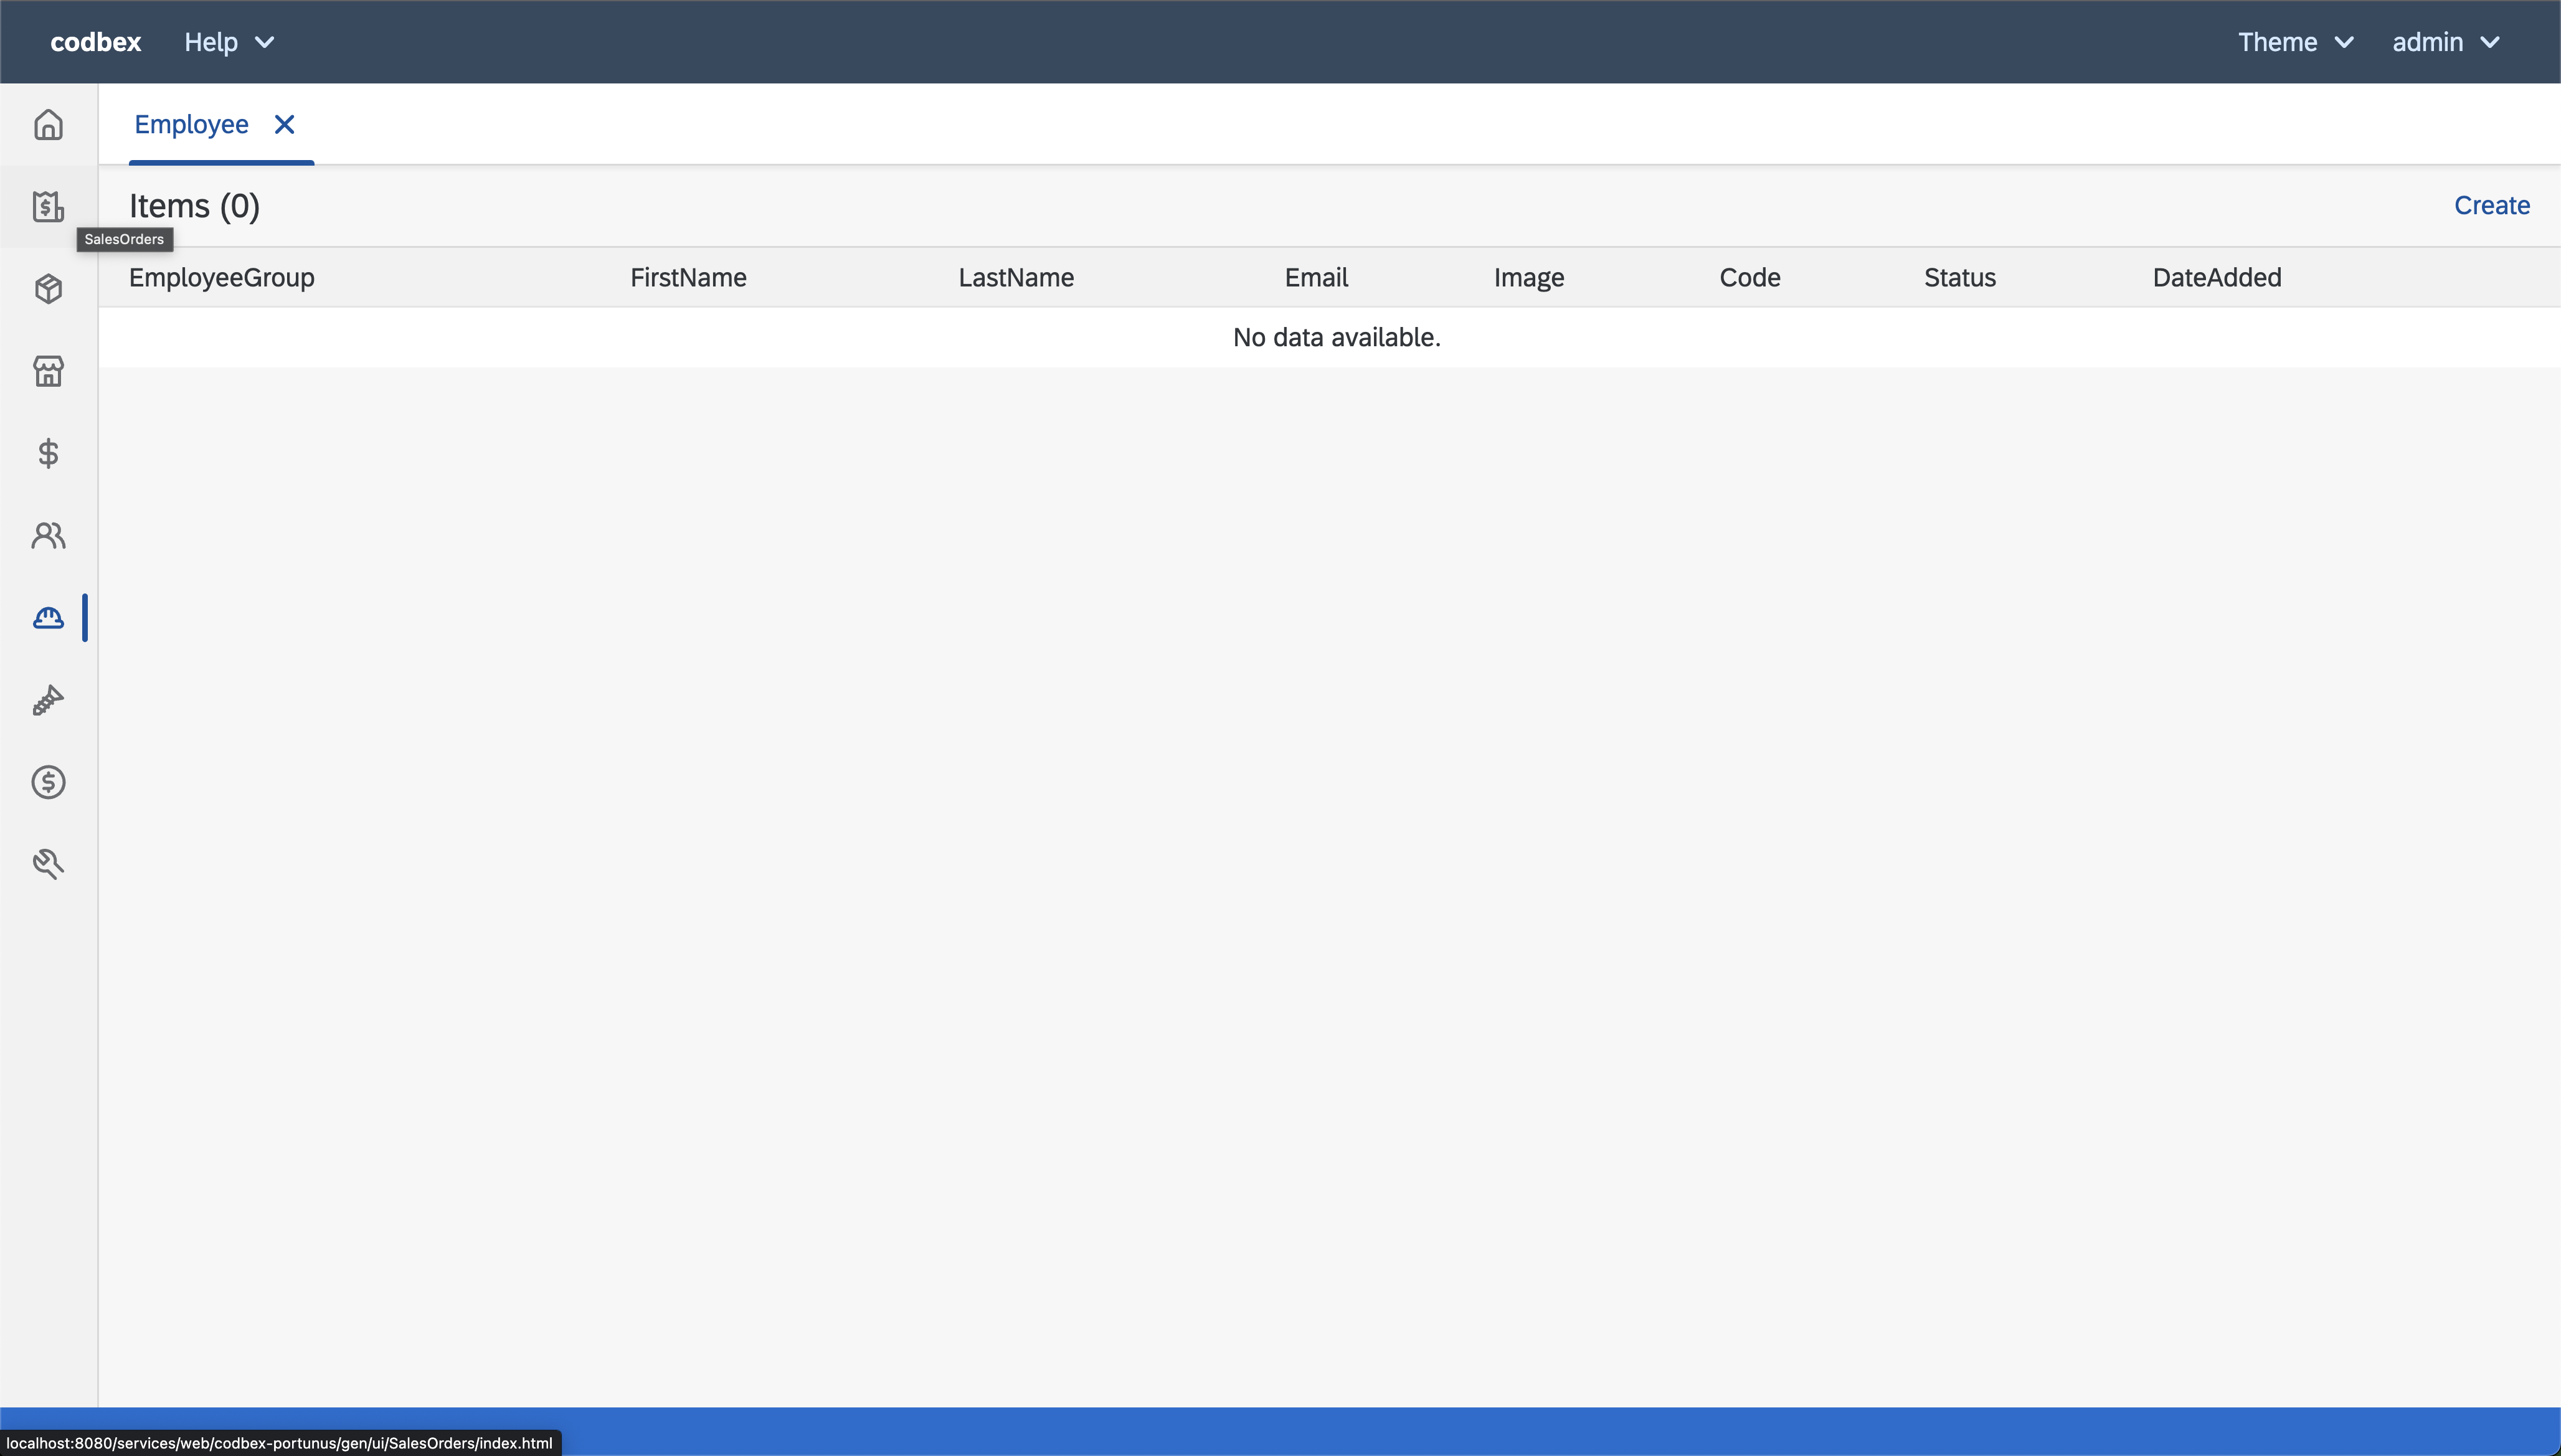 codbex Help Theme admin
Employee
Items (0) Create
SalesOrders
EmployeeGroup FirstName LastName Email Image Code Status DateAdded
No data available.
localhost:8080/services/web/codbex-portunus/gen/ui/SalesOrders/index.html